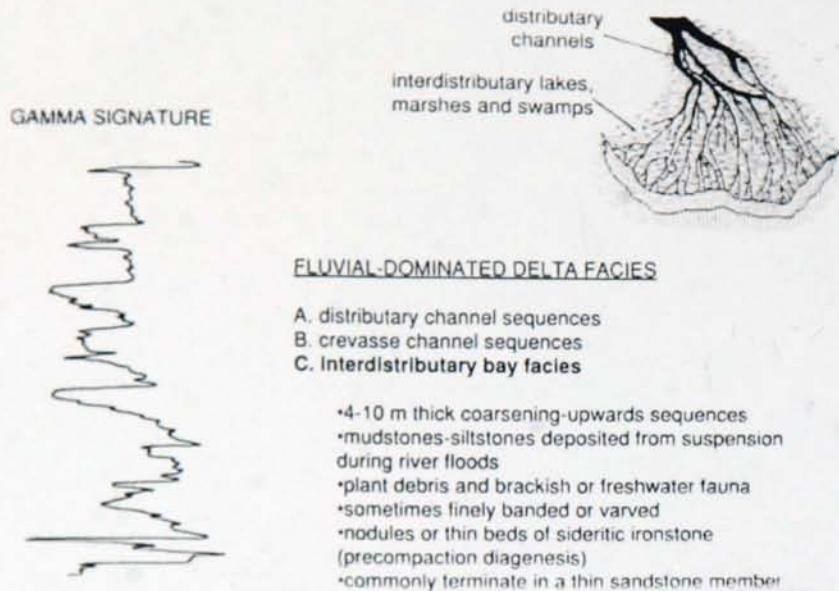 distributary
channels
interdistributary lakes,
marshes and swamps
GAMMA SIGNATURE
FLUVIAL-DOMINATED DELTA FACIES
A. distributary channel sequences
B. crevasse channel sequences
C. Interdistributary bay facies
•4-10 m thick coarsening-upwards sequences
•mudstones-siltstones deposited from suspension
during river floods
•plant debris and brackish or freshwater fauna
•sometimes finely banded or varved
•nodules or thin beds of sideritic ironstone
(precompaction diagenesis)
•commonly terminate in a thin sandstone member